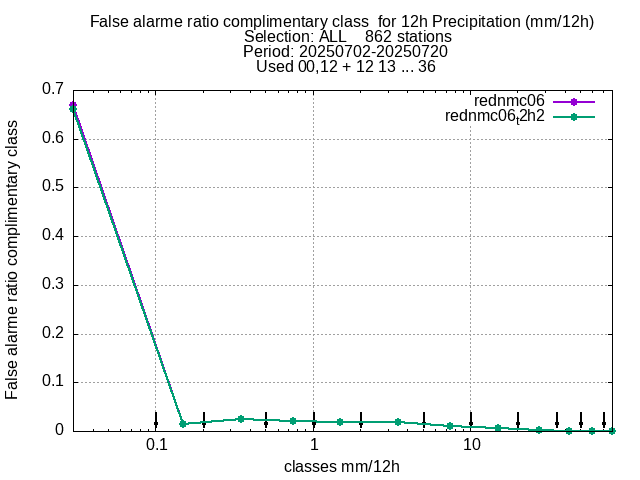 False alarme ratio complimentary class  for 12h Precipitation (mm/12h)
Selection: ALL    862 stations
Period: 20250702-20250720
Used 00,12 + 12 13 ... 36
rednmc06
rednmc06t2h2
False alarme ratio complimentary class
0.7
0.6
0.5
0.4
0.3
0.2
0.1
0
0.1
1
10
classes mm/12h